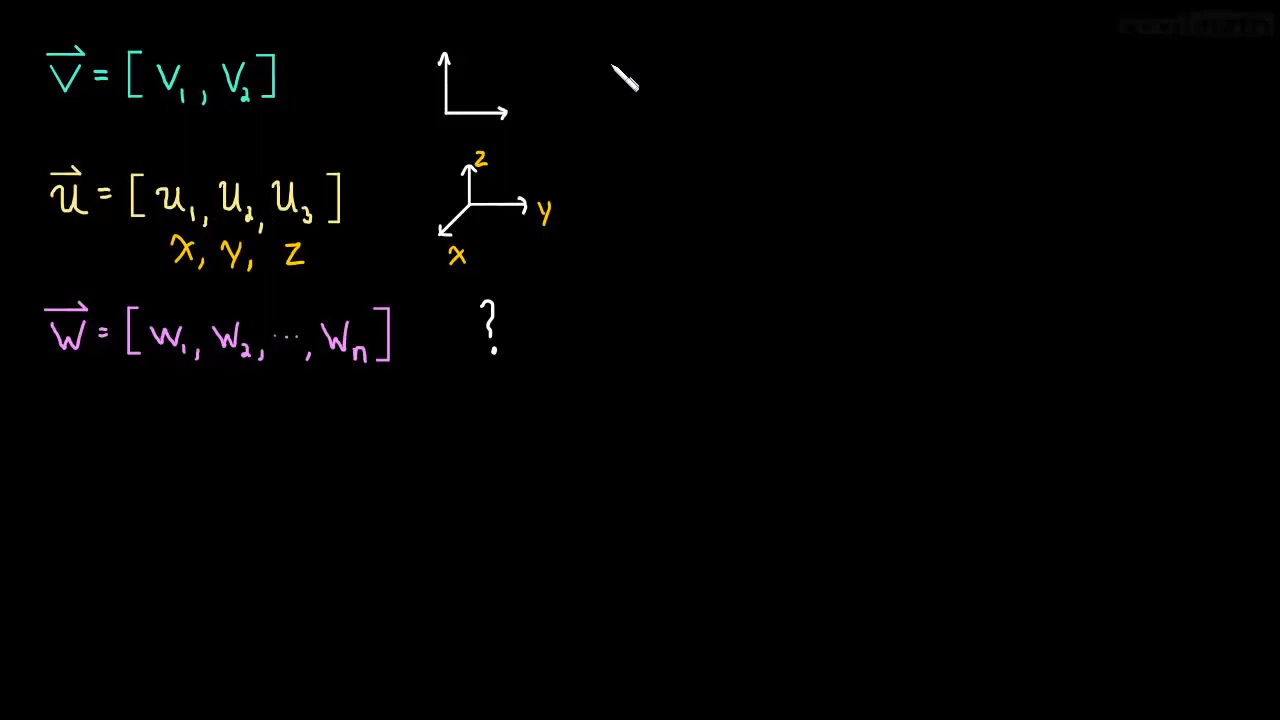 v⃗ = [ v₁, v₂ ]
z
u⃗ = [ u₁, u₂, u₃ ]
y
x, y, z
x
w⃗ = [ w₁, w₂, ⋯, wₙ ]
?